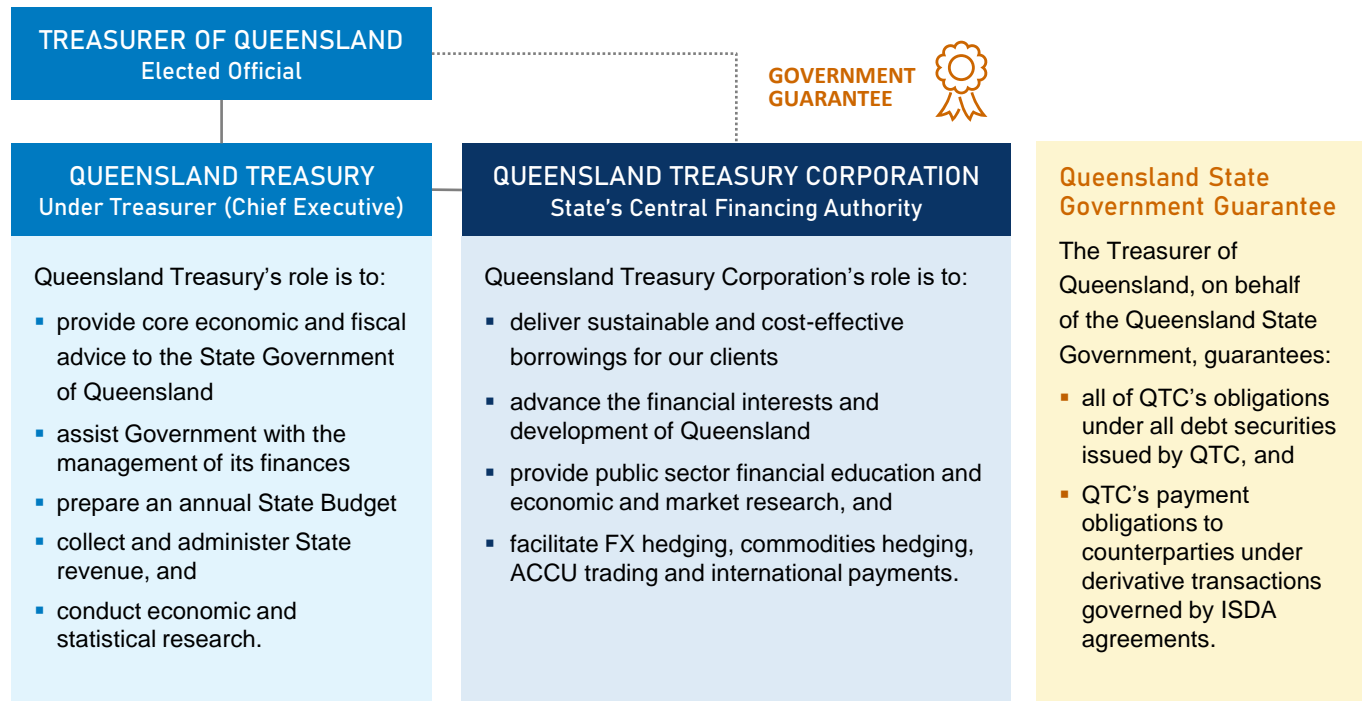 TREASURER OF QUEENSLAND
Elected Official
GOVERNMENT
GUARANTEE
QUEENSLAND TREASURY
Under Treasurer (Chief Executive)
Queensland Treasury’s role is to:
▪ provide core economic and fiscal
advice to the State Government
of Queensland
▪ assist Government with the
management of its finances
▪ prepare an annual State Budget
▪ collect and administer State
revenue, and
▪ conduct economic and
statistical research.
QUEENSLAND TREASURY CORPORATION
State’s Central Financing Authority
Queensland Treasury Corporation’s role is to:
▪ deliver sustainable and cost-effective
borrowings for our clients
▪ advance the financial interests and
development of Queensland
▪ provide public sector financial education and
economic and market research, and
▪ facilitate FX hedging, commodities hedging,
ACCU trading and international payments.
Queensland State
Government Guarantee
The Treasurer of
Queensland, on behalf
of the Queensland State
Government, guarantees:
▪ all of QTC’s obligations
under all debt securities
issued by QTC, and
▪ QTC’s payment
obligations to
counterparties under
derivative transactions
governed by ISDA
agreements.